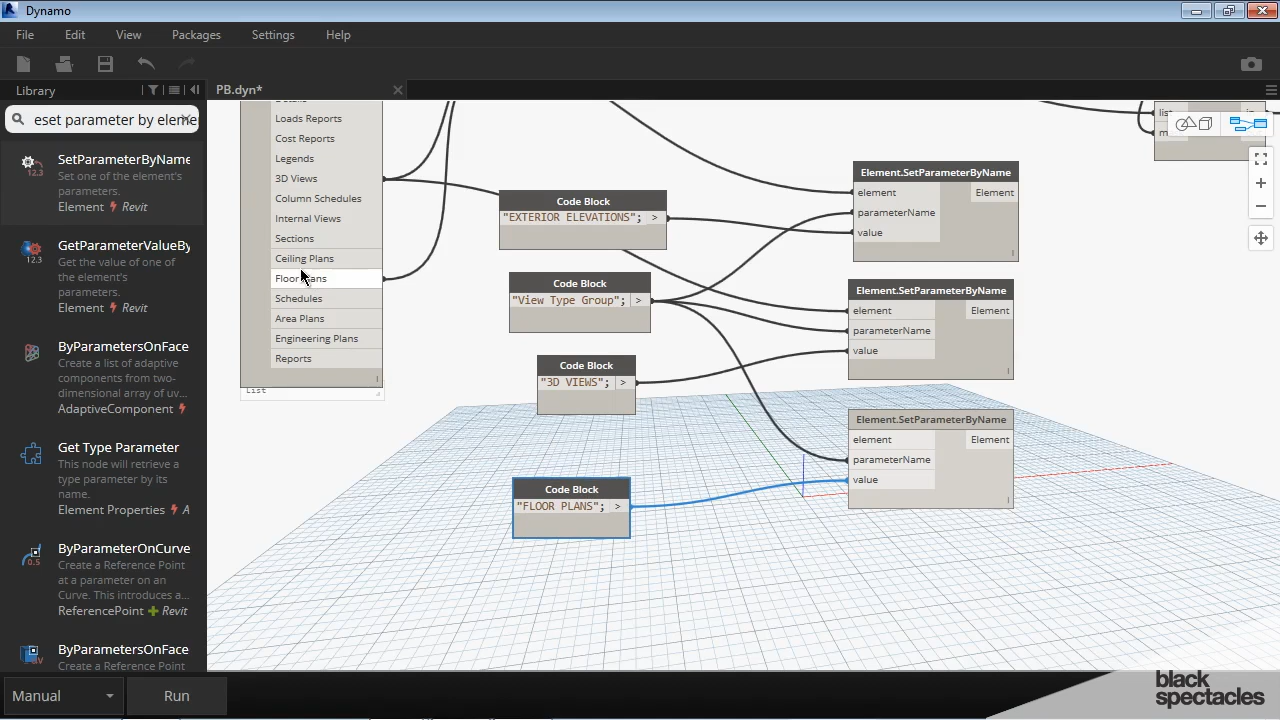 Dynamo
File Edit View Packages Settings Help
Library
PB.dyn*
eset parameter by eleme
SetParameterByName
Set one of the element's
parameters.
Element Revit
GetParameterValueBy
Get the value of one of
the element's
parameters.
Element Revit
ByParametersOnFace
Create a list of adaptive
components from two-
dimensional array of uv...
AdaptiveComponent
Get Type Parameter
This node will retrieve a
type parameter by its
name.
Element Properties A
ByParameterOnCurve
Create a Reference Point
at a parameter on an
Curve. This introduces a...
ReferencePoint Revit
ByParametersOnFace
Create a Reference Point
Manual
Run
Loads Reports
Cost Reports
Legends
3D Views
Column Schedules
Internal Views
Sections
Ceiling Plans
Floor Plans
Schedules
Area Plans
Engineering Plans
Reports
List
Code Block
"EXTERIOR ELEVATIONS"; >
Code Block
"View Type Group"; >
Code Block
"3D VIEWS"; >
Code Block
"FLOOR PLANS"; >
Element.SetParameterByName
element Element
parameterName
value
Element.SetParameterByName
element Element
parameterName
value
Element.SetParameterByName
element Element
parameterName
value
list
black
spectacles